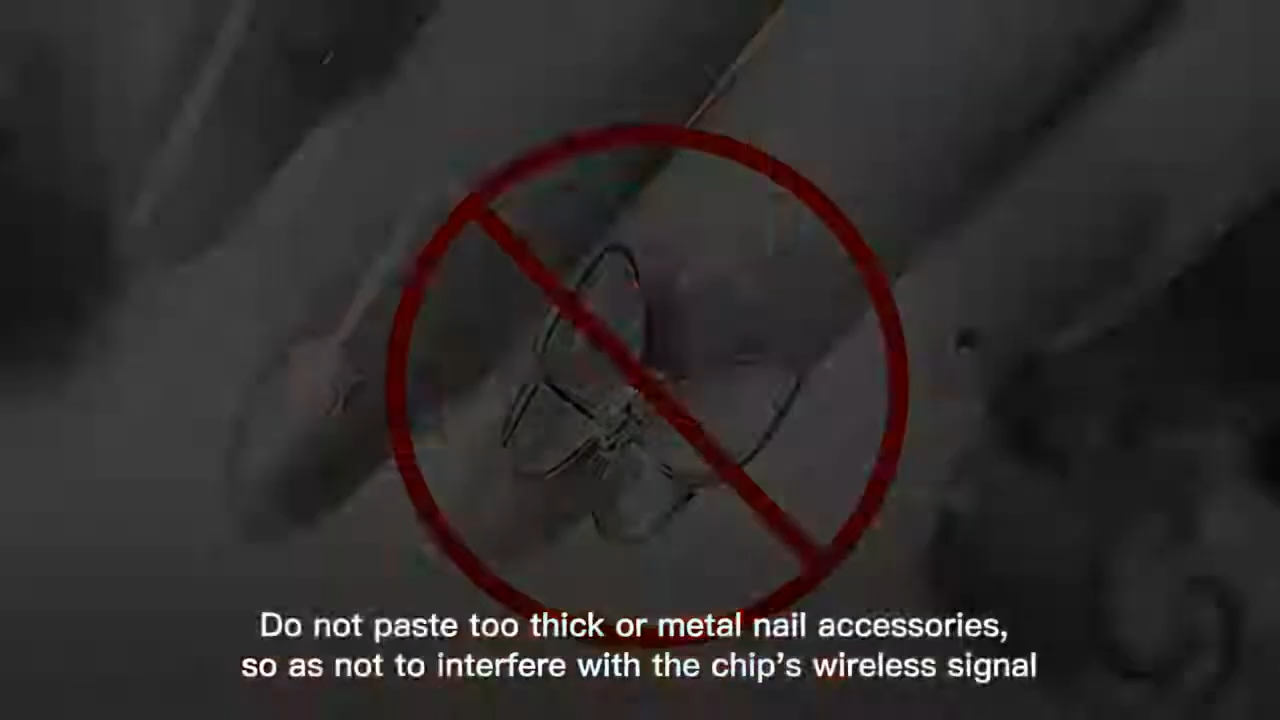 Do not paste too thick or metal nail accessories,
so as not to interfere with the chip's wireless signal